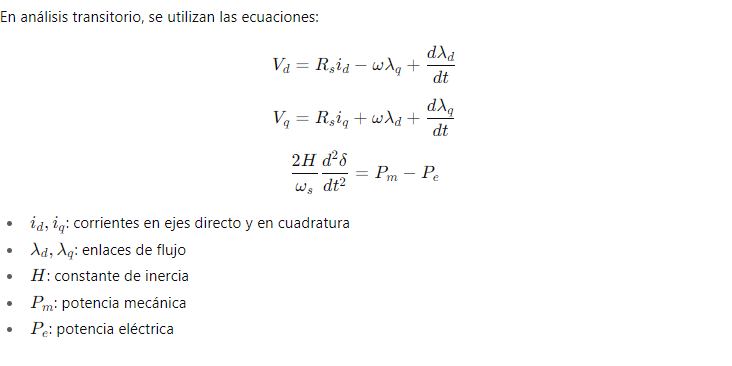 En análisis transitorio, se utilizan las ecuaciones:
$$V_d = R_s i_d - \omega\lambda_q + \frac{d\lambda_d}{dt}$$
$$V_q = R_s i_q + \omega\lambda_d + \frac{d\lambda_q}{dt}$$
$$\frac{2H}{\omega_s}\frac{d^2\delta}{dt^2} = P_m - P_e$$
• $i_d, i_q$: corrientes en ejes directo y en cuadratura
• $\lambda_d, \lambda_q$: enlaces de flujo
• $H$: constante de inercia
• $P_m$: potencia mecánica
• $P_e$: potencia eléctrica